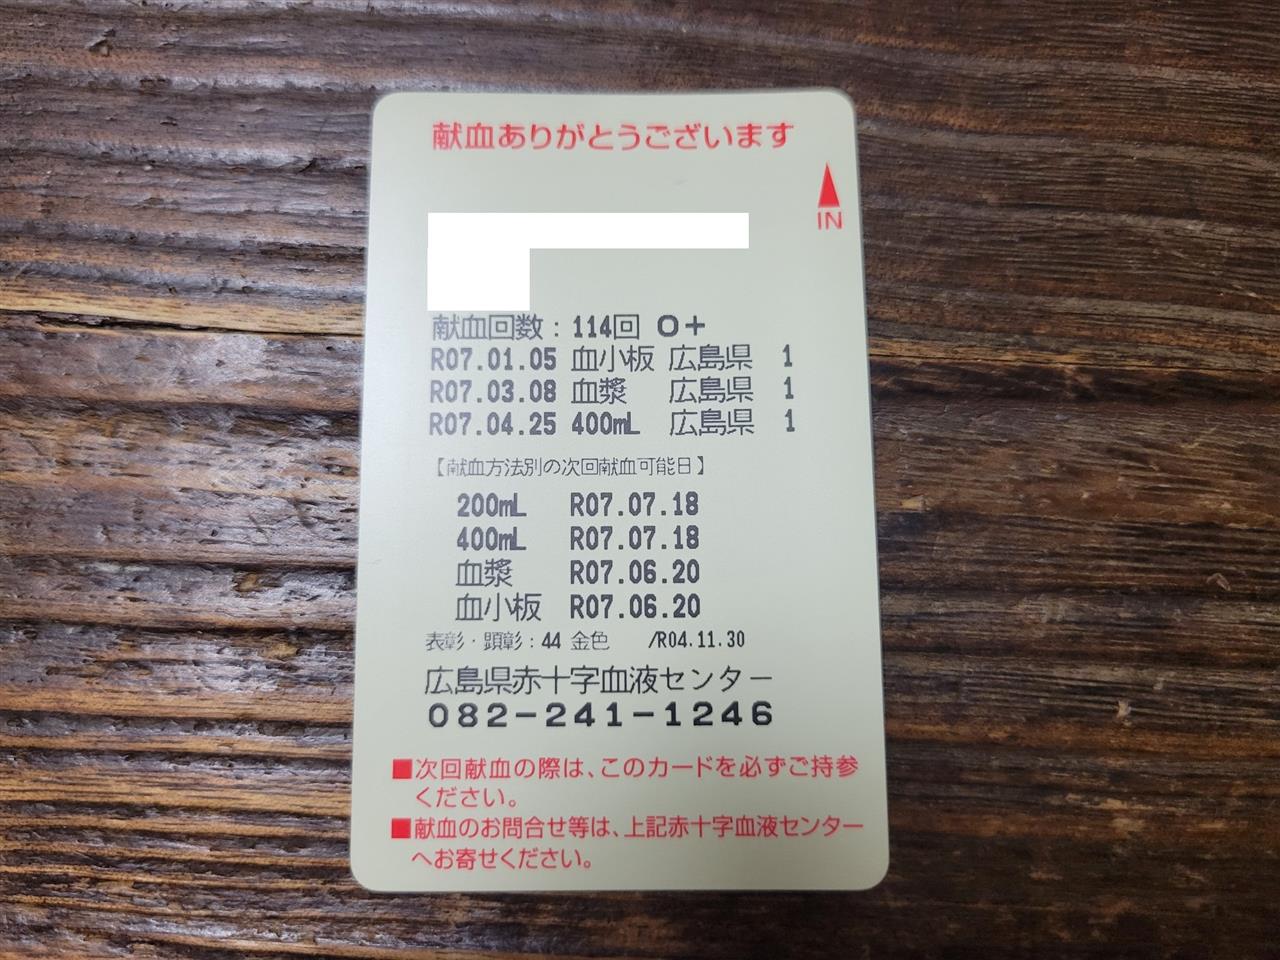 献血ありがとうございます
IN
献血回数：114回 O+
R07.01.05 血小板 広島県 1
R07.03.08 血漿 広島県 1
R07.04.25 400mL 広島県 1
【献血方法別の次回献血可能日】
200mL R07.07.18
400mL R07.07.18
血漿 R07.06.20
血小板 R07.06.20
表彰・顕彰：44 金色 /R04.11.30
広島県赤十字血液センター
082-241-1246
■次回献血の際は、このカードを必ずご持参
ください。
■献血のお問合せ等は、上記赤十字血液センター
へお寄せください。